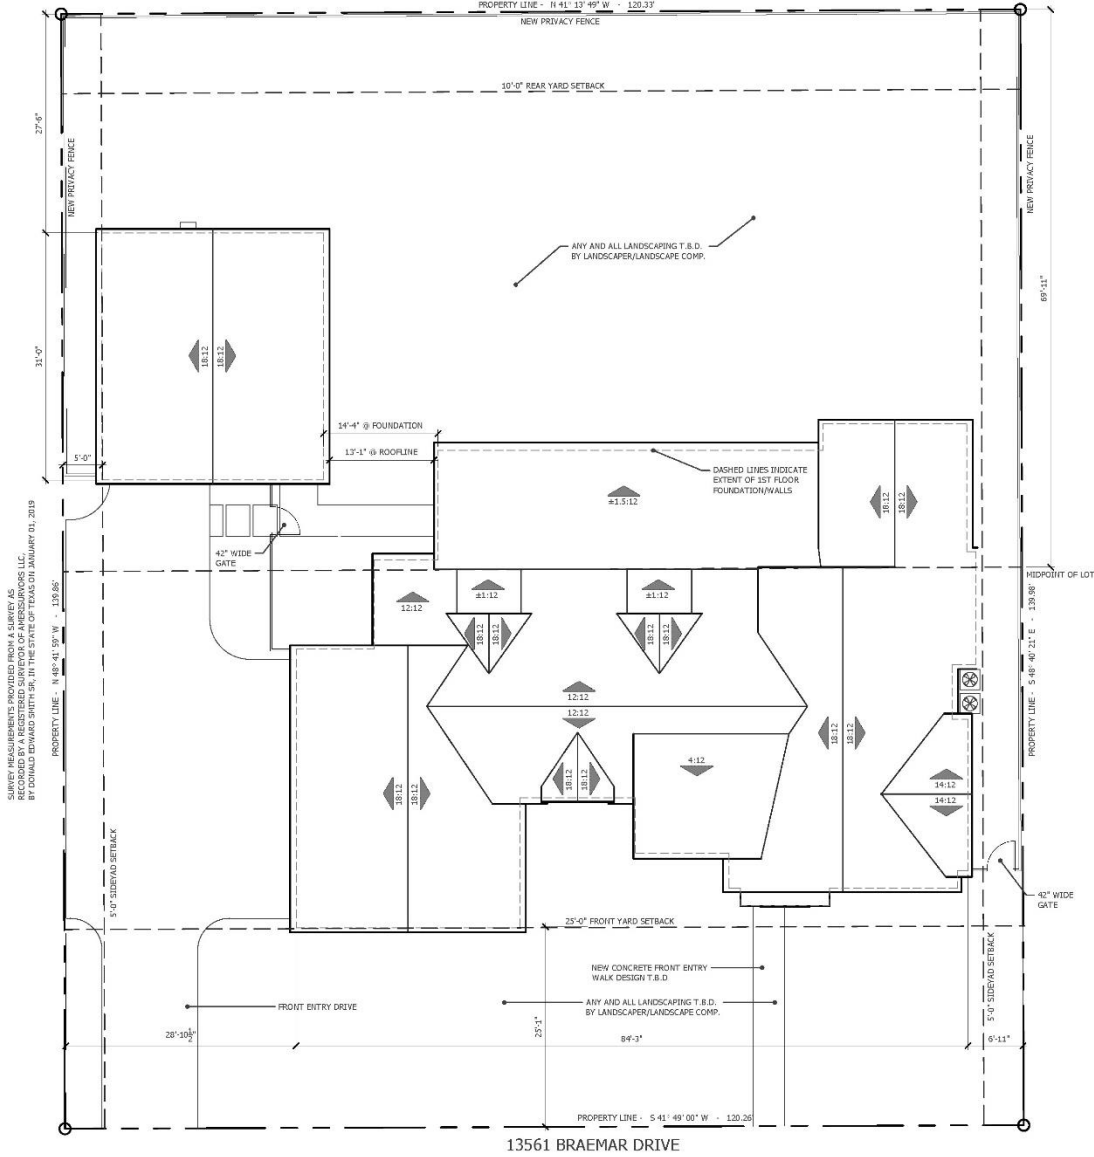 PROPERTY LINE - N 41° 13' 49" W - 120.33'
NEW PRIVACY FENCE
10'-0" REAR YARD SETBACK
27'-6"
NEW PRIVACY FENCE
NEW PRIVACY FENCE
ANY AND ALL LANDSCAPING T.B.D.
BY LANDSCAPER/LANDSCAPE COMP.
69'-11"
31'-0"
18:12
18:12
14'-4" @ FOUNDATION
13'-1" @ ROOFLINE
5'-0"
DASHED LINES INDICATE
EXTENT OF 1ST FLOOR
FOUNDATION/WALLS
±1.5:12
18:12
18:12
42" WIDE
GATE
MIDPOINT OF LOT
SURVEY MEASUREMENTS PROVIDED FROM A SURVEY AS
RECORDED BY A REGISTERED SURVEYOR OF AMERISURVORS LLC,
BY DONALD EDWARD SMITH SR, IN THE STATE OF TEXAS ON JANUARY 01, 2019
PROPERTY LINE - N 48° 41' 59" W - 139.86'
PROPERTY LINE - S 48° 40' 21" E - 139.98'
12:12
±1:12
±1:12
18:12
18:12
18:12
18:12
12:12
12:12
4:12
18:12
18:12
18:12
18:12
18:12
18:12
14:12
14:12
5'-0" SIDEYAD SETBACK
42" WIDE
GATE
25'-0" FRONT YARD SETBACK
5'-0" SIDEYAD SETBACK
NEW CONCRETE FRONT ENTRY
WALK DESIGN T.B.D
FRONT ENTRY DRIVE
ANY AND ALL LANDSCAPING T.B.D.
BY LANDSCAPER/LANDSCAPE COMP.
25'-1"
28'-10½"
84'-3"
6'-11"
PROPERTY LINE - S 41° 49' 00" W - 120.26'
13561 BRAEMAR DRIVE